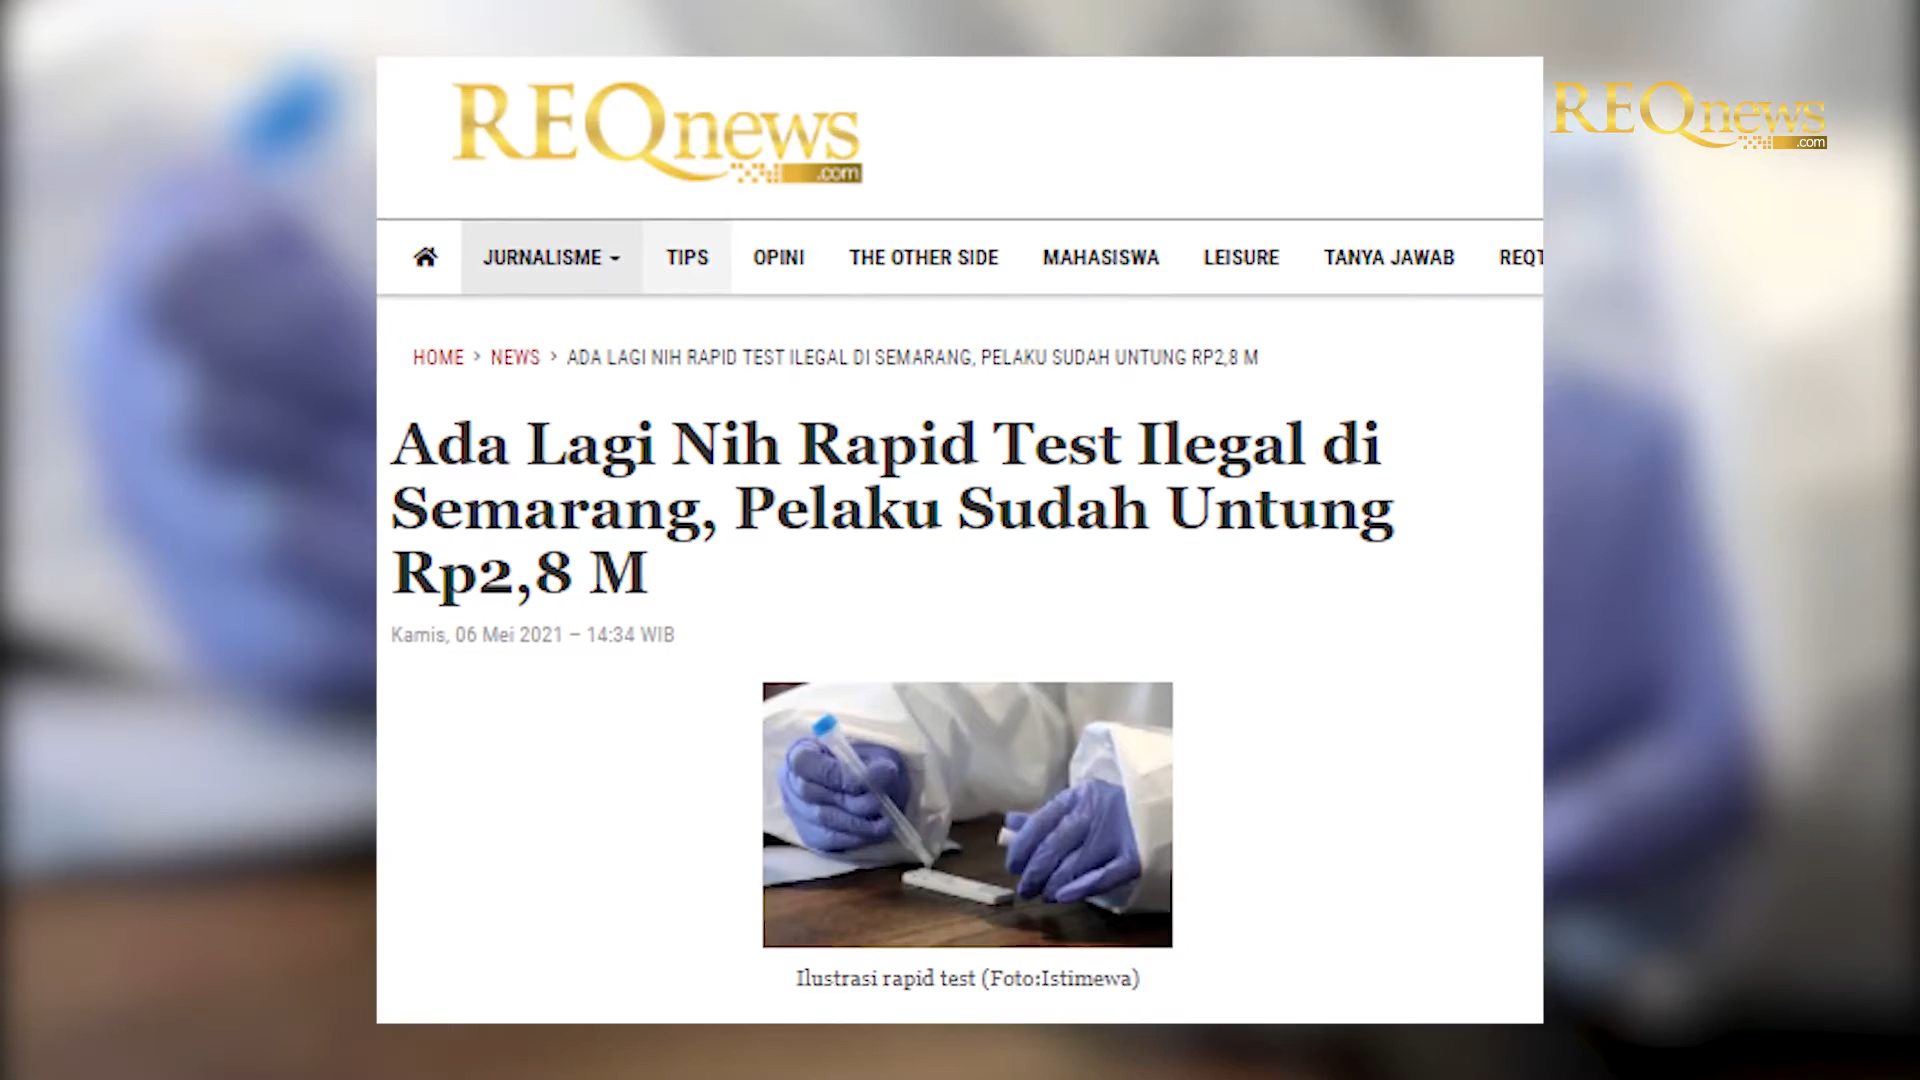 REQnews
.com
REQnews
.com
JURNALISME TIPS OPINI THE OTHER SIDE MAHASISWA LEISURE TANYA JAWAB REQT
HOME > NEWS > ADA LAGI NIH RAPID TEST ILEGAL DI SEMARANG, PELAKU SUDAH UNTUNG RP2,8 M
Ada Lagi Nih Rapid Test Ilegal di
Semarang, Pelaku Sudah Untung
Rp2,8 M
Kamis, 06 Mei 2021 – 14:34 WIB
Ilustrasi rapid test (Foto:Istimewa)